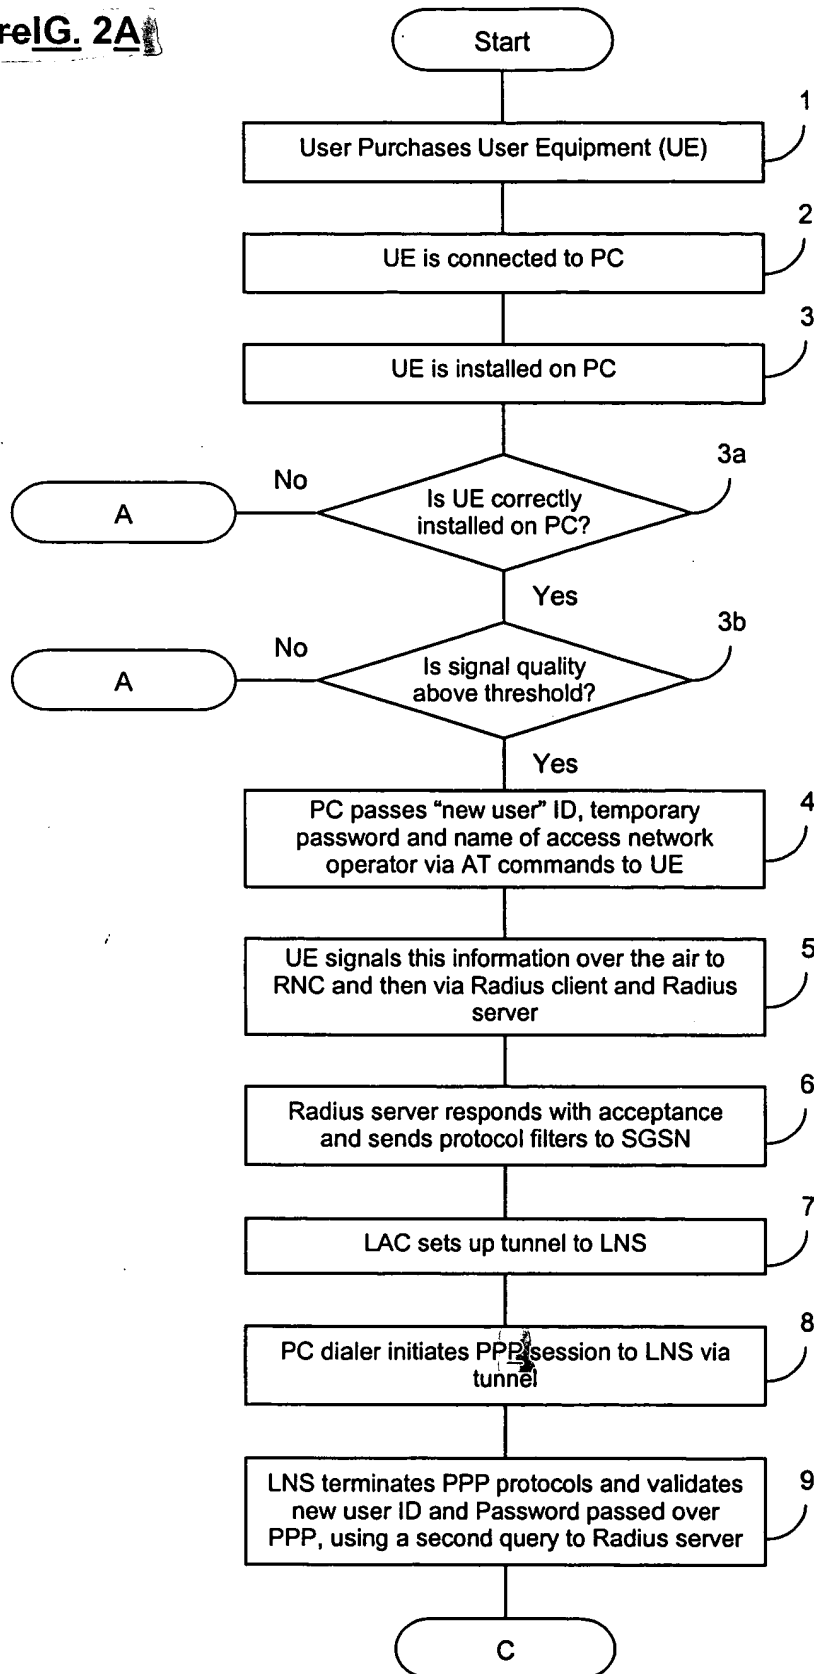 reIG. 2A
Start
1
User Purchases User Equipment (UE)
2
UE is connected to PC
3
UE is installed on PC
3a
No
A
Is UE correctly
installed on PC?
Yes
3b
No
A
Is signal quality
above threshold?
Yes
4
PC passes “new user” ID, temporary
password and name of access network
operator via AT commands to UE
5
UE signals this information over the air to
RNC and then via Radius client and Radius
server
6
Radius server responds with acceptance
and sends protocol filters to SGSN
7
LAC sets up tunnel to LNS
8
PC dialer initiates PPP session to LNS via
tunnel
9
LNS terminates PPP protocols and validates
new user ID and Password passed over
PPP, using a second query to Radius server
C